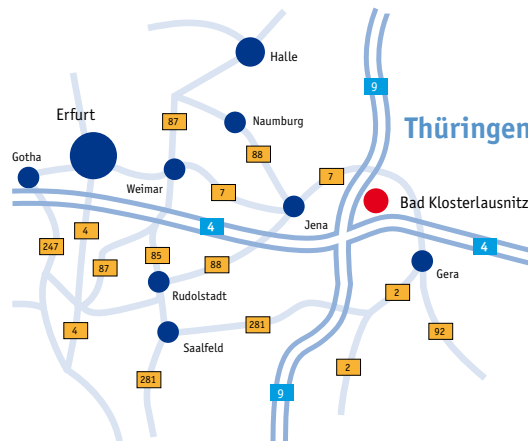 Halle
9
Erfurt
87
Naumburg
Thüringen
Gotha
88
Weimar
7
7
Bad Klosterlausnitz
Jena
4
4
247
4
87
85
88
Gera
Rudolstadt
2
4
281
92
Saalfeld
2
281
9